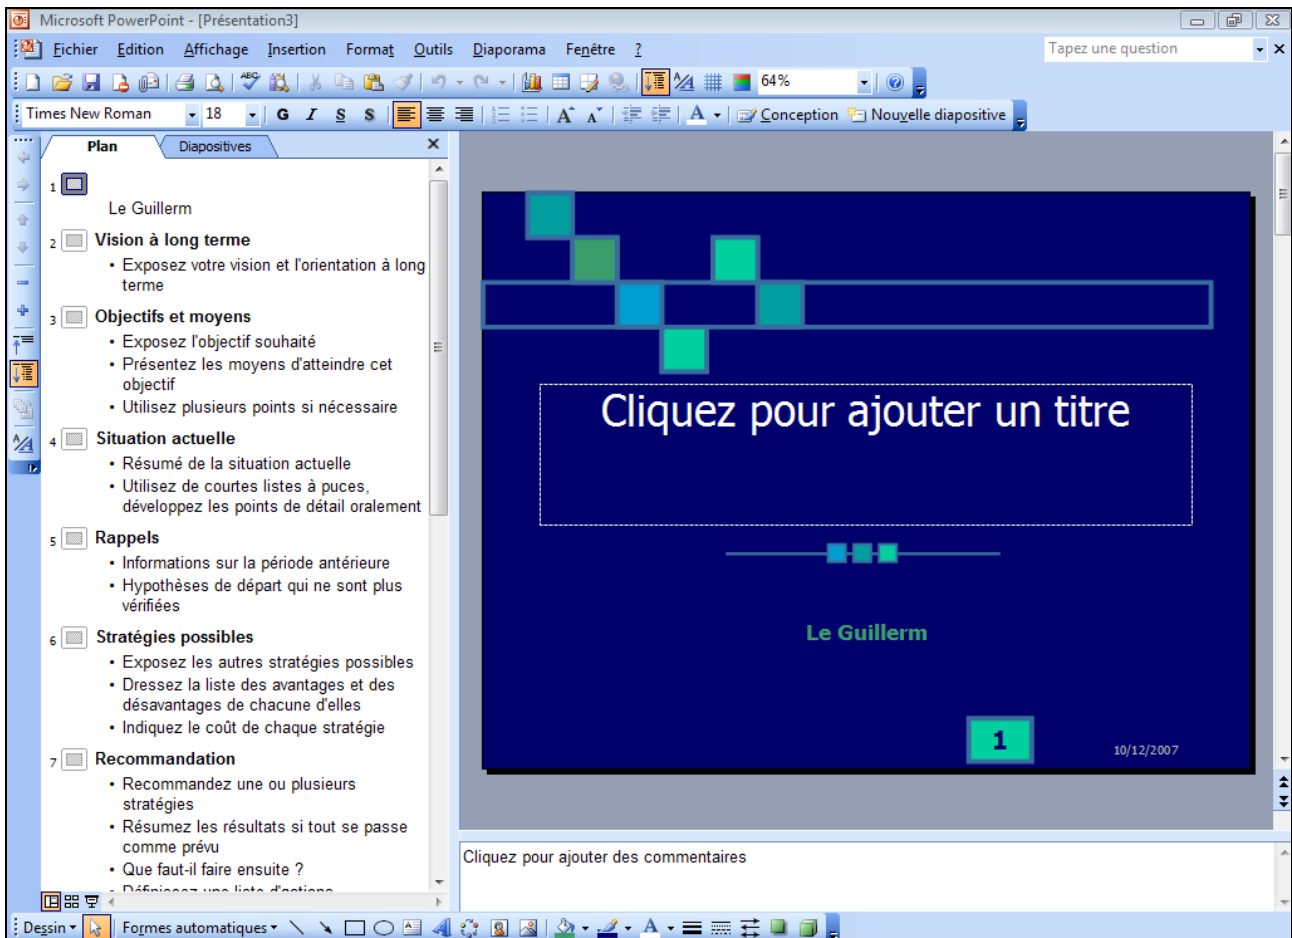 Microsoft PowerPoint - [Présentation3]
Fichier Edition Affichage Insertion Format Outils Diaporama Fenêtre ? Tapez une question
64%
Times New Roman 18 G I S S A A A Conception Nouvelle diapositive
Plan Diapositives
1
Le Guillerm
2 Vision à long terme
• Exposez votre vision et l'orientation à long
terme
3 Objectifs et moyens
• Exposez l'objectif souhaité
• Présentez les moyens d'atteindre cet
objectif
• Utilisez plusieurs points si nécessaire
4 Situation actuelle
• Résumé de la situation actuelle
• Utilisez de courtes listes à puces,
développez les points de détail oralement
5 Rappels
• Informations sur la période antérieure
• Hypothèses de départ qui ne sont plus
vérifiées
6 Stratégies possibles
• Exposez les autres stratégies possibles
• Dressez la liste des avantages et des
désavantages de chacune d'elles
• Indiquez le coût de chaque stratégie
7 Recommandation
• Recommandez une ou plusieurs
stratégies
• Résumez les résultats si tout se passe
comme prévu
• Que faut-il faire ensuite ?
• Définissez une liste d'actions
Cliquez pour ajouter un titre
Le Guillerm
1
10/12/2007
Cliquez pour ajouter des commentaires
Dessin Formes automatiques A